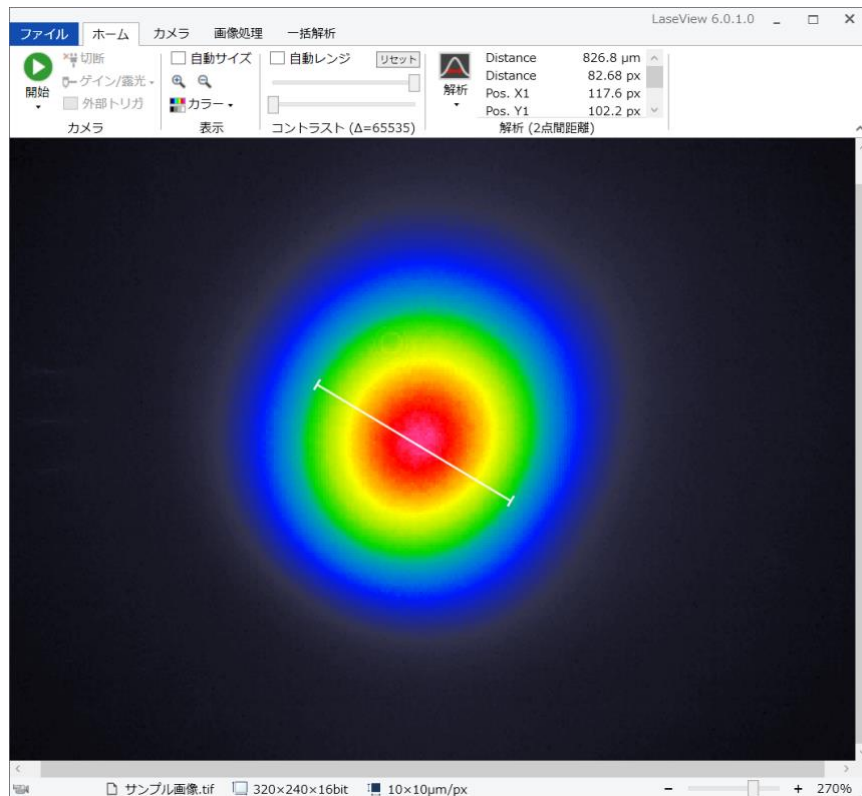 LaseView 6.0.1.0
ファイル ホーム カメラ 画像処理 一括解析
開始
切断
ゲイン/露光
外部トリガ
カメラ
自動サイズ
カラー
表示
自動レンジ リセット
コントラスト (Δ=65535)
解析
Distance 826.8 µm
Distance 82.68 px
Pos. X1 117.6 px
Pos. Y1 102.2 px
解析 (2点間距離)
サンプル画像.tif 320×240×16bit 10×10µm/px - + 270%